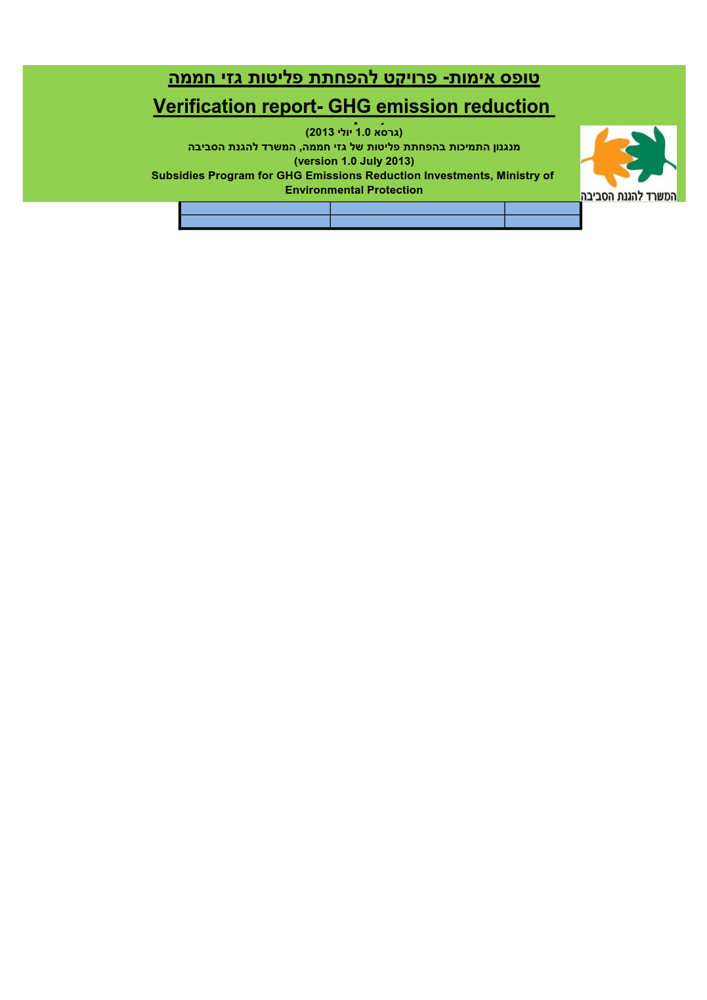 טופס אימות- פרויקט להפחתת פליטות גזי חממה
Verification report- GHG emission reduction
(גרסא 1.0 יולי 2013)
מנגנון התמיכות בהפחתת פליטות של גזי חממה, המשרד להגנת הסביבה
(version 1.0 July 2013)
Subsidies Program for GHG Emissions Reduction Investments, Ministry of
Environmental Protection
המשרד להגנת הסביבה